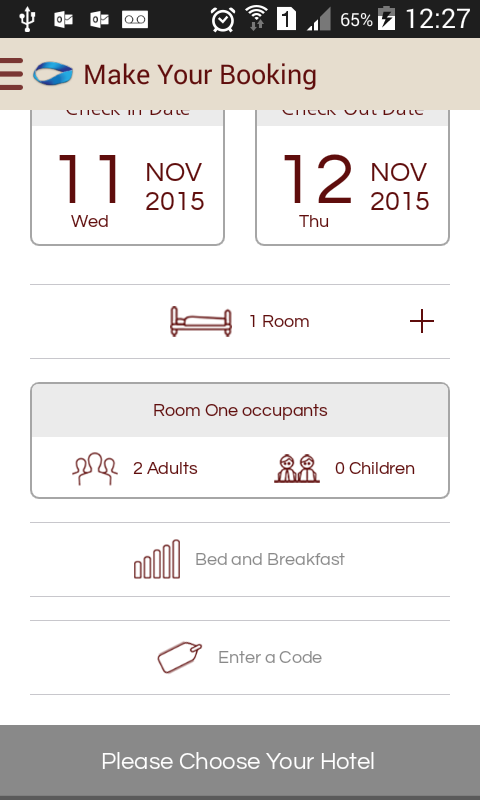 1 65% 12:27
Make Your Booking
Check In Date Check Out Date
11 NOV 2015 Wed
12 NOV 2015 Thu
1 Room
Room One occupants
2 Adults 0 Children
Bed and Breakfast
Enter a Code
Please Choose Your Hotel